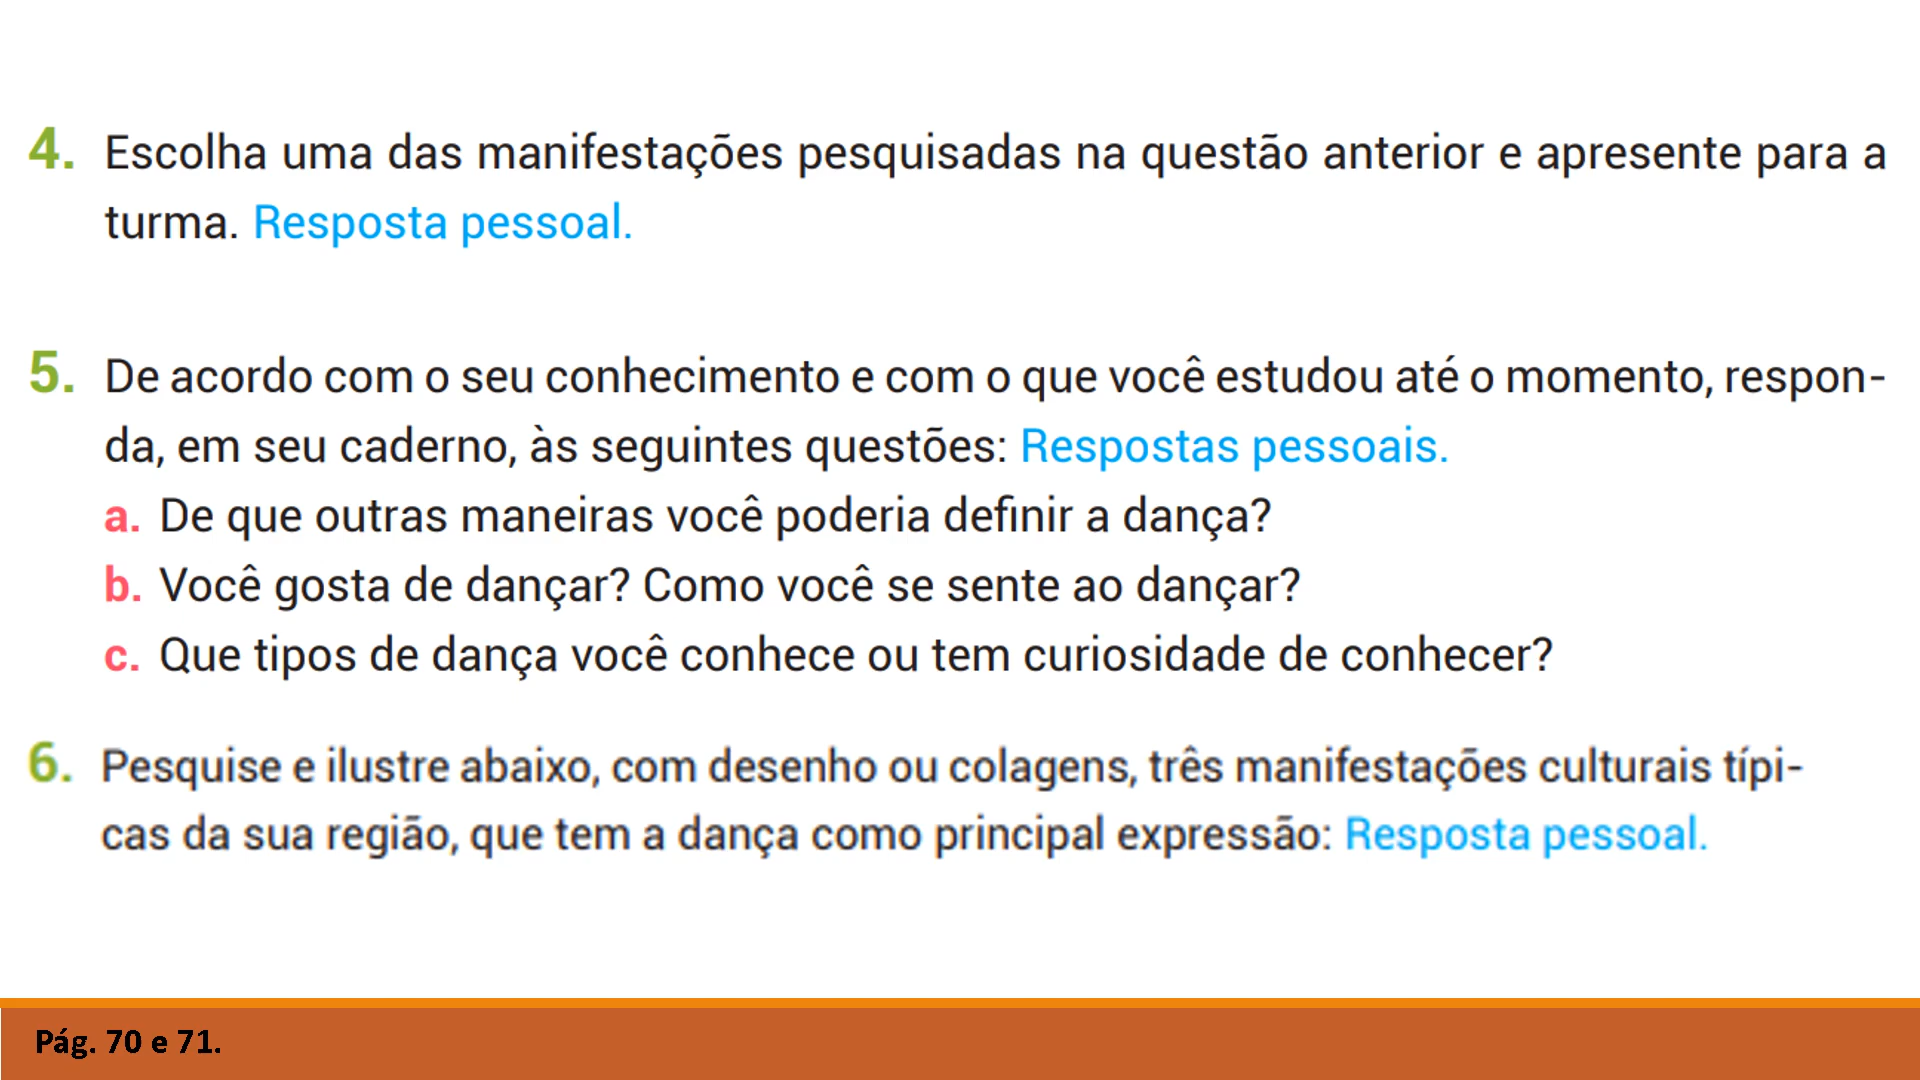 4. Escolha uma das manifestações pesquisadas na questão anterior e apresente para a
turma. Resposta pessoal.
5. De acordo com o seu conhecimento e com o que você estudou até o momento, respon-
da, em seu caderno, às seguintes questões: Respostas pessoais.
a. De que outras maneiras você poderia definir a dança?
b. Você gosta de dançar? Como você se sente ao dançar?
c. Que tipos de dança você conhece ou tem curiosidade de conhecer?
6. Pesquise e ilustre abaixo, com desenho ou colagens, três manifestações culturais típi-
cas da sua região, que tem a dança como principal expressão: Resposta pessoal.
Pág. 70 e 71.